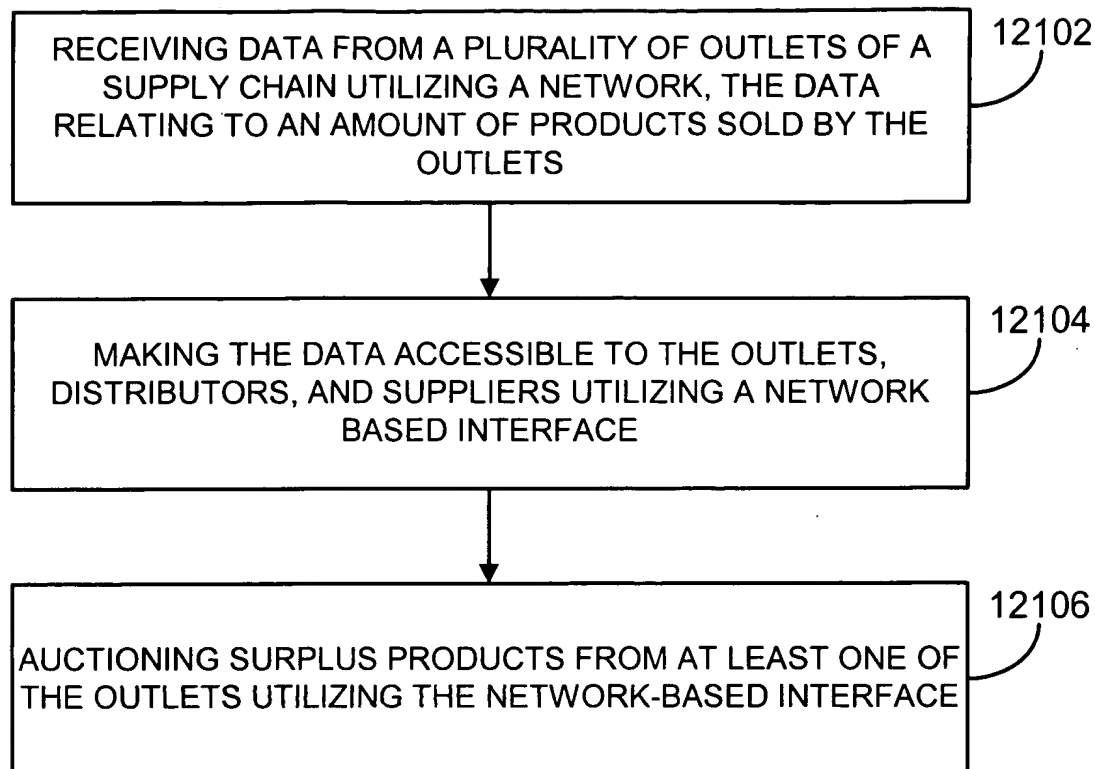 RECEIVING DATA FROM A PLURALITY OF OUTLETS OF A
SUPPLY CHAIN UTILIZING A NETWORK, THE DATA
RELATING TO AN AMOUNT OF PRODUCTS SOLD BY THE
OUTLETS
12102
MAKING THE DATA ACCESSIBLE TO THE OUTLETS,
DISTRIBUTORS, AND SUPPLIERS UTILIZING A NETWORK
BASED INTERFACE
12104
AUCTIONING SURPLUS PRODUCTS FROM AT LEAST ONE OF
THE OUTLETS UTILIZING THE NETWORK-BASED INTERFACE
12106